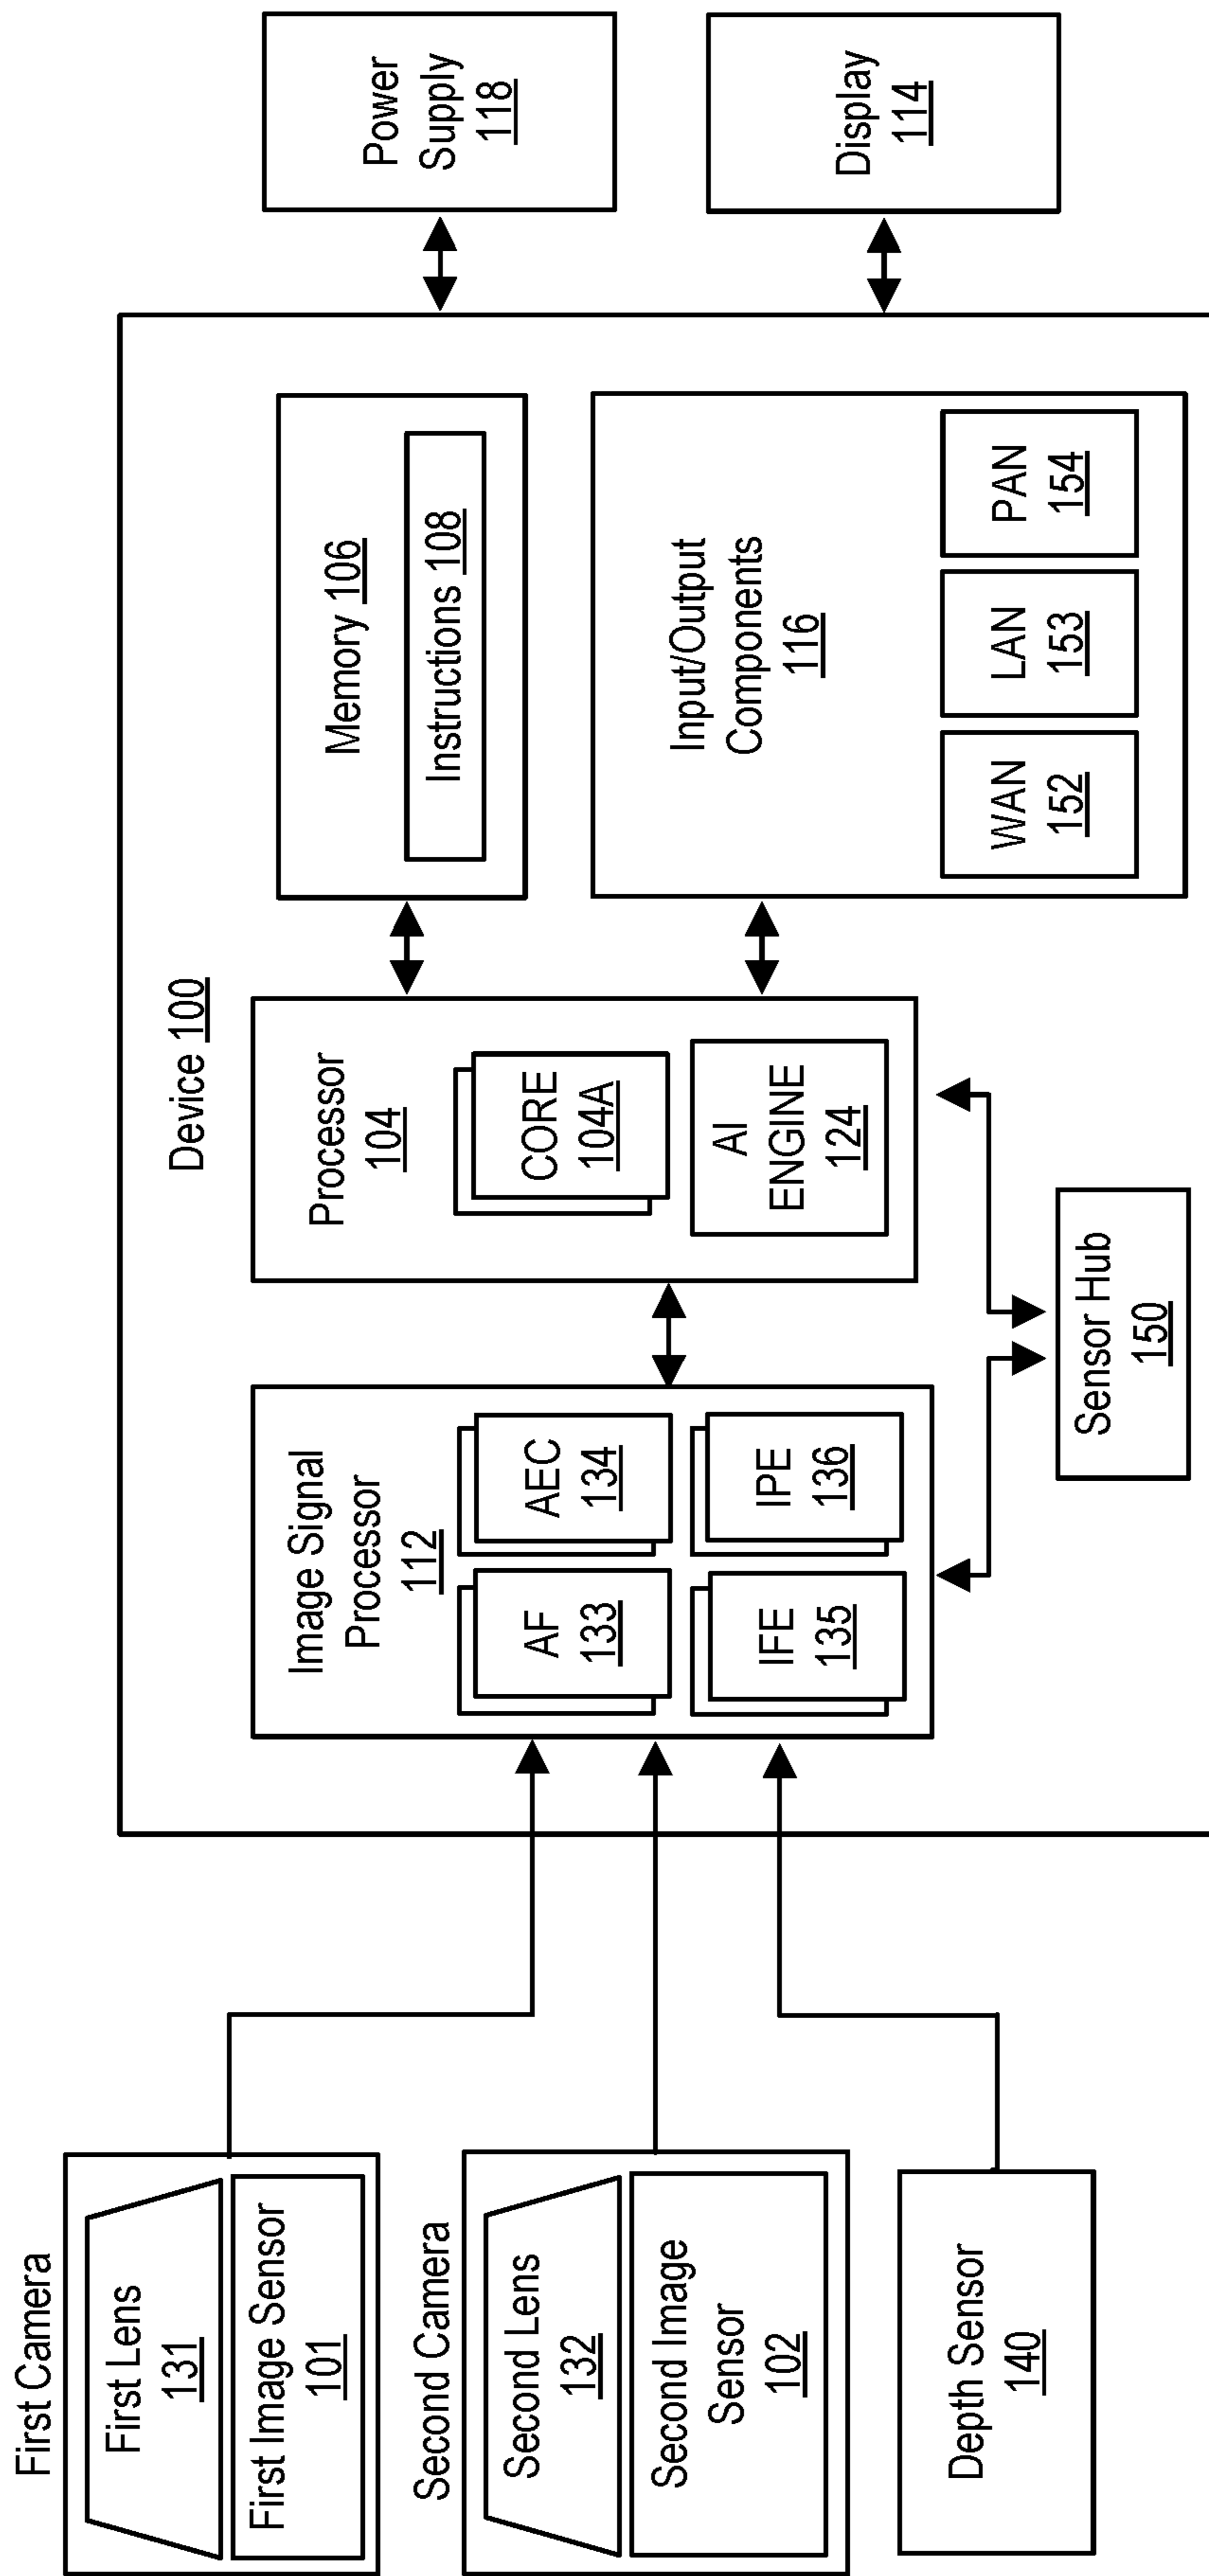 First Camera
First Lens
131
First Image Sensor
101
Second Camera
Second Lens
132
Second Image
Sensor
102
Depth Sensor
140
Device 100
Image Signal
Processor
112
AF
133
AEC
134
IFE
135
IPE
136
Processor
104
CORE
104A
AI
ENGINE
124
Sensor Hub
150
Memory 106
Instructions 108
Input/Output
Components
116
WAN
152
LAN
153
PAN
154
Power
Supply
118
Display
114